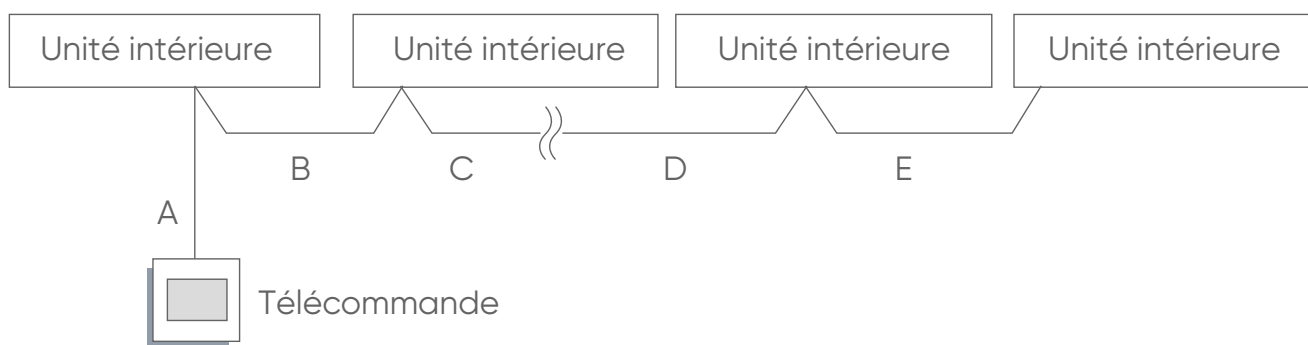 Unité intérieure Unité intérieure Unité intérieure Unité intérieure
B C D E
A
Télécommande